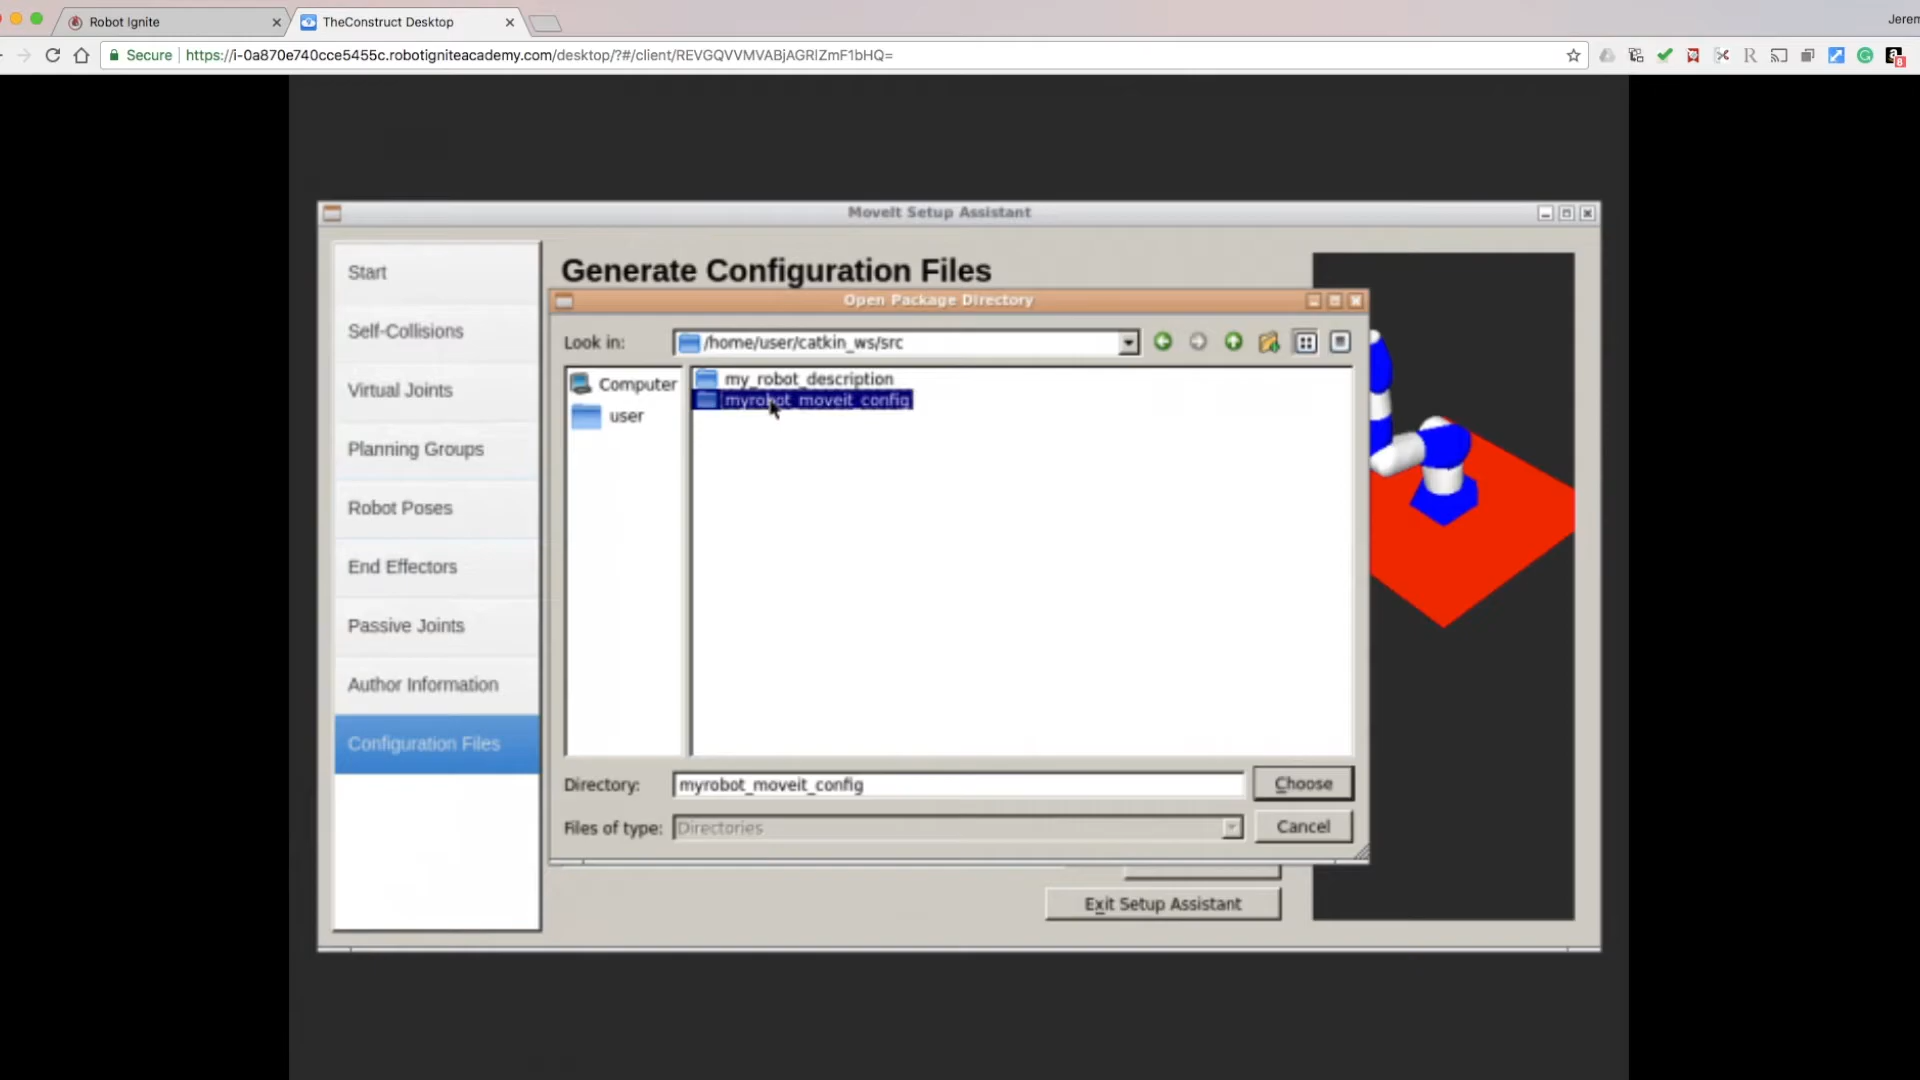 Robot Ignite
TheConstruct Desktop
Jerem
Secure
https://i-0a870e740cce5455c.robotigniteacademy.com/desktop/?#/client/REVGQVVMVABjAGRlZmF1bHQ=
MoveIt Setup Assistant
Start
Self-Collisions
Virtual Joints
Planning Groups
Robot Poses
End Effectors
Passive Joints
Author Information
Configuration Files
Generate Configuration Files
Open Package Directory
Look in:
/home/user/catkin_ws/src
Computer
user
my_robot_description
myrobot_moveit_config
Directory:
myrobot_moveit_config
Choose
Files of type:
Directories
Cancel
Exit Setup Assistant